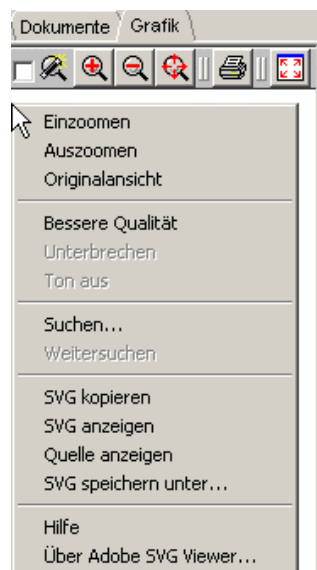 Dokumente Grafik
Einzoomen
Auszoomen
Originalansicht
Bessere Qualität
Unterbrechen
Ton aus
Suchen...
Weitersuchen
SVG kopieren
SVG anzeigen
Quelle anzeigen
SVG speichern unter...
Hilfe
Über Adobe SVG Viewer...